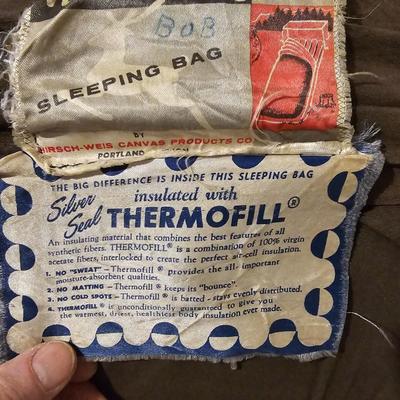 BOB
SLEEPING BAG
BY
HIRSCH-WEIS CANVAS PRODUCTS CO
PORTLAND
THE BIG DIFFERENCE IS INSIDE THIS SLEEPING BAG
Silver Seal
insulated with
THERMOFILL®
An insulating material that combines the best features of all
synthetic fibers. THERMOFILL® is a combination of 100% virgin
acetate fibers, interlocked to create the perfect air-cell insulation.
1. NO "SWEAT" – Thermofill® provides the all-important
moisture-absorbent qualities.
2. NO MATTING – Thermofill® keeps its "bounce".
3. NO COLD SPOTS – Thermofill® is batted - stays evenly distributed.
4. THERMOFILL® is unconditionally guaranteed to give you
the warmest, driest, healthiest body insulation ever made.